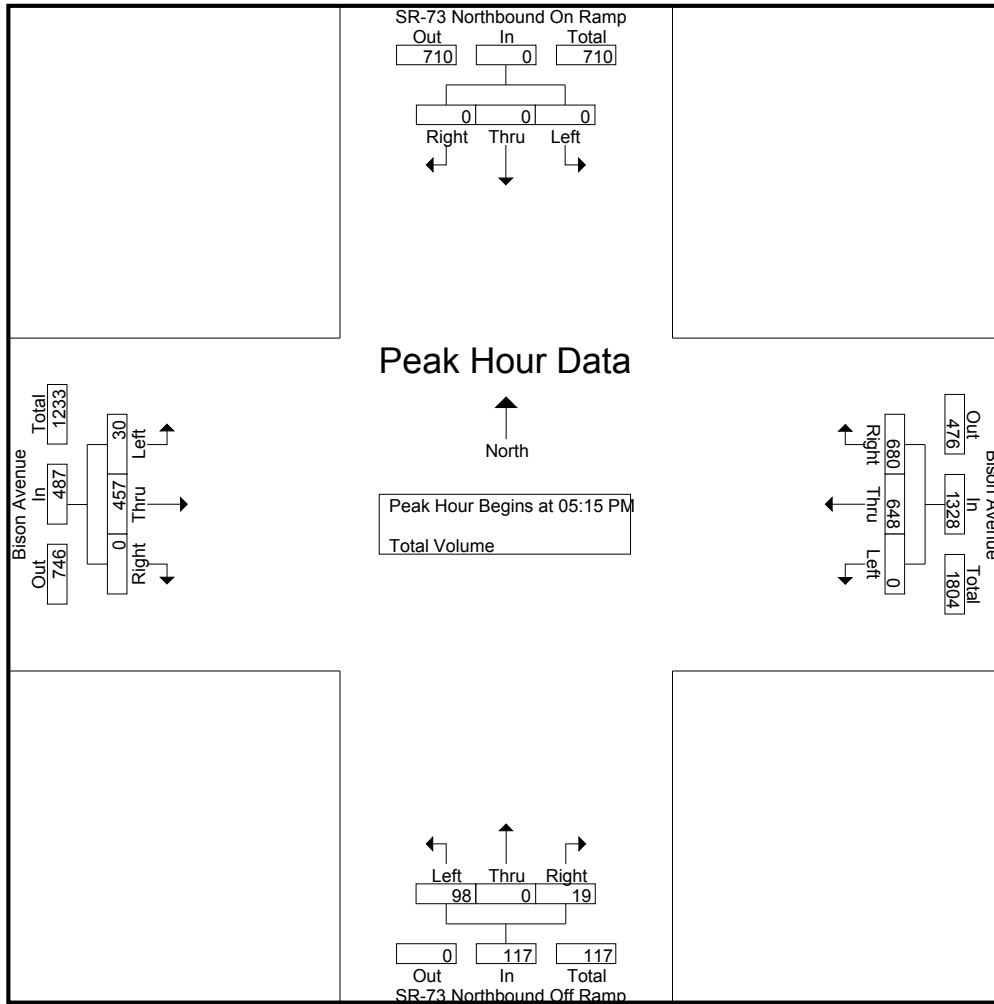 SR-73 Northbound On Ramp
Out In Total
710 0 710
0 0 0
Right Thru Left
Peak Hour Data
North
Peak Hour Begins at 05:15 PM
Total Volume
Bison Avenue
Total In Out
1233 487 746
30 457 0
Left Thru Right
Bison Avenue
Out In Total
476 1328 1804
680 648 0
Right Thru Left
Left Thru Right
98 0 19
0 117 117
Out In Total
SR-73 Northbound Off Ramp